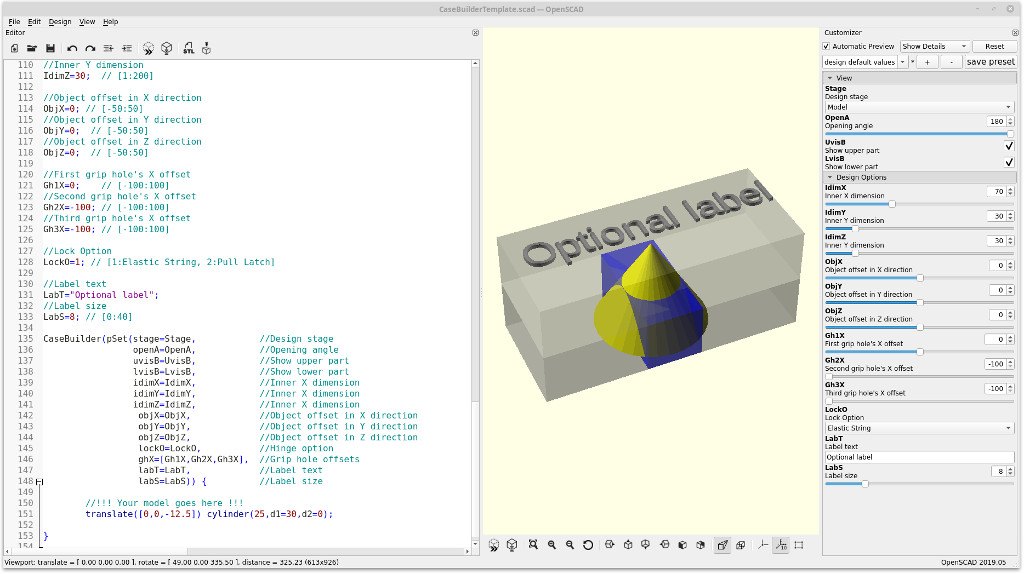 CaseBuilderTemplate.scad — OpenSCAD
File Edit Design View Help
Editor
110 //Inner Y dimension
111 IdimZ=30; // [1:200]
112
113 //Object offset in X direction
114 ObjX=0; // [-50:50]
115 //Object offset in Y direction
116 ObjY=0; // [-50:50]
117 //Object offset in Z direction
118 ObjZ=0; // [-50:50]
119
120 //First grip hole's X offset
121 Gh1X=0; // [-100:100]
122 //Second grip hole's X offset
123 Gh2X=-100; // [-100:100]
124 //Third grip hole's X offset
125 Gh3X=-100; // [-100:100]
126
127 //Lock Option
128 LockO=1; // [1:Elastic String, 2:Pull Latch]
129
130 //Label text
131 LabT="Optional label";
132 //Label size
133 LabS=8; // [0:40]
134
135 CaseBuilder(pSet(stage=Stage, //Design stage
136 openA=OpenA, //Opening angle
137 uvisB=UvisB, //Show upper part
138 lvisB=LvisB, //Show lower part
139 idimX=IdimX, //Inner X dimension
140 idimY=IdimY, //Inner X dimension
141 idimZ=IdimZ, //Inner X dimension
142 objX=ObjX, //Object offset in X direction
143 objY=ObjY, //Object offset in Y direction
144 objZ=ObjZ, //Object offset in Z direction
145 lockO=LockO, //Hinge option
146 ghX=[Gh1X,Gh2X,Gh3X], //Grip hole offsets
147 labT=LabT, //Label text
148 labS=LabS)) { //Label size
149
150 //!!! Your model goes here !!!
151 translate([0,0,-12.5]) cylinder(25,d1=30,d2=0);
152
153 }
154
Optional label
Customizer
Automatic Preview Show Details Reset
design default values + - save preset
View
Stage
Design stage
Model
OpenA
Opening angle 180
UvisB
Show upper part
LvisB
Show lower part
Design Options
IdimX
Inner X dimension 70
IdimY
Inner Y dimension 30
IdimZ
Inner Y dimension 30
ObjX
Object offset in X direction 0
ObjY
Object offset in Y direction 0
ObjZ
Object offset in Z direction 0
Gh1X
First grip hole's X offset 0
Gh2X
Second grip hole's X offset -100
Gh3X
Third grip hole's X offset -100
LockO
Lock Option
Elastic String
LabT
Label text
Optional label
LabS
Label size 8
Viewport: translate = [ 0.00 0.00 0.00 ], rotate = [ 49.00 0.00 335.50 ], distance = 325.23 (613x926) OpenSCAD 2019.05